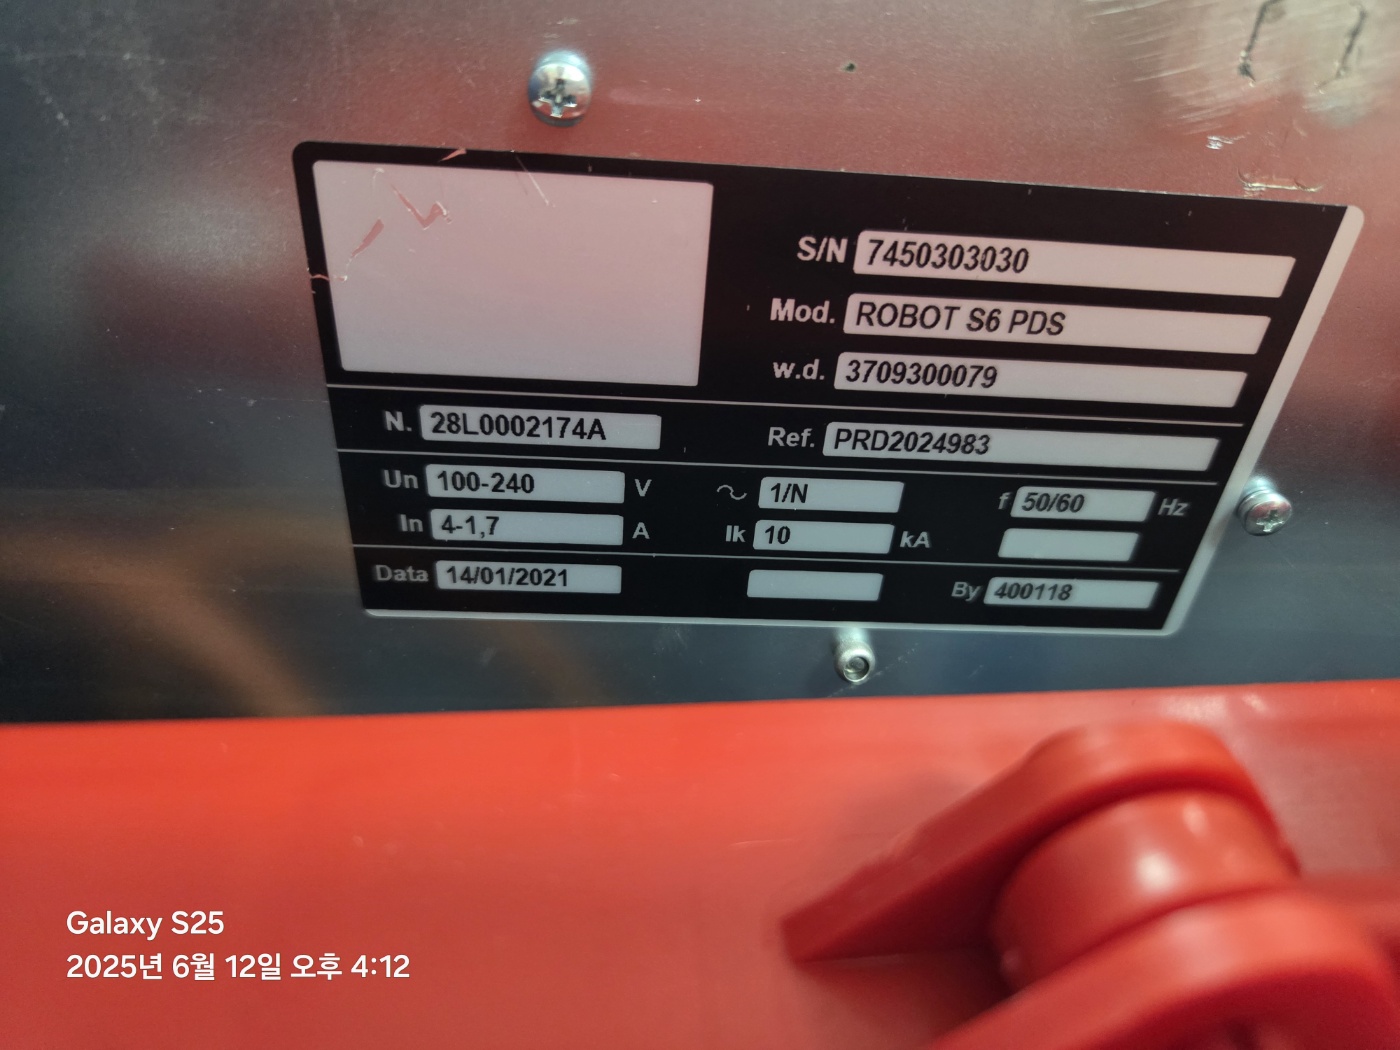 S/N 7450303030
Mod. ROBOT S6 PDS
w.d. 3709300079
N. 28L0002174A Ref. PRD2024983
Un 100-240 V ~ 1/N f 50/60 Hz
In 4-1,7 A Ik 10 kA
Data 14/01/2021 By 400118
Galaxy S25
2025년 6월 12일 오후 4:12